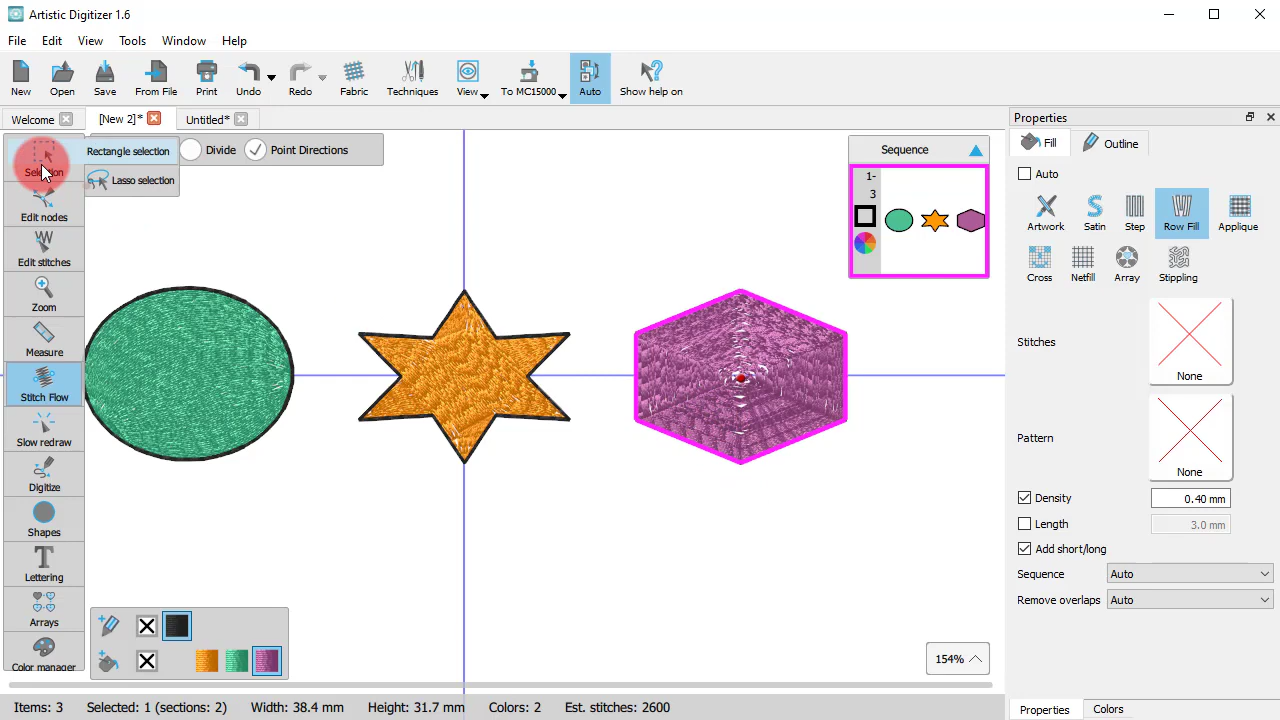 Artistic Digitizer 1.6
File Edit View Tools Window Help
New Open Save From File Print Undo Redo Fabric Techniques View To MC15000 Auto Show help on
Welcome [New 2]* Untitled*
Properties
Selection
Rectangle selection
Divide Point Directions
Lasso selection
Sequence
1-
3
Fill Outline
Auto
Artwork Satin Step Row Fill Applique
Cross Netfill Array Stippling
Edit nodes
Edit stitches
Zoom
Measure
Stitch Flow
Slow redraw
Digitize
Shapes
Lettering
Arrays
Color manager
Stitches
None
Pattern
None
Density 0.40 mm
Length 3.0 mm
Add short/long
Sequence Auto
Remove overlaps Auto
154%
Items: 3 Selected: 1 (sections: 2) Width: 38.4 mm Height: 31.7 mm Colors: 2 Est. stitches: 2600
Properties Colors